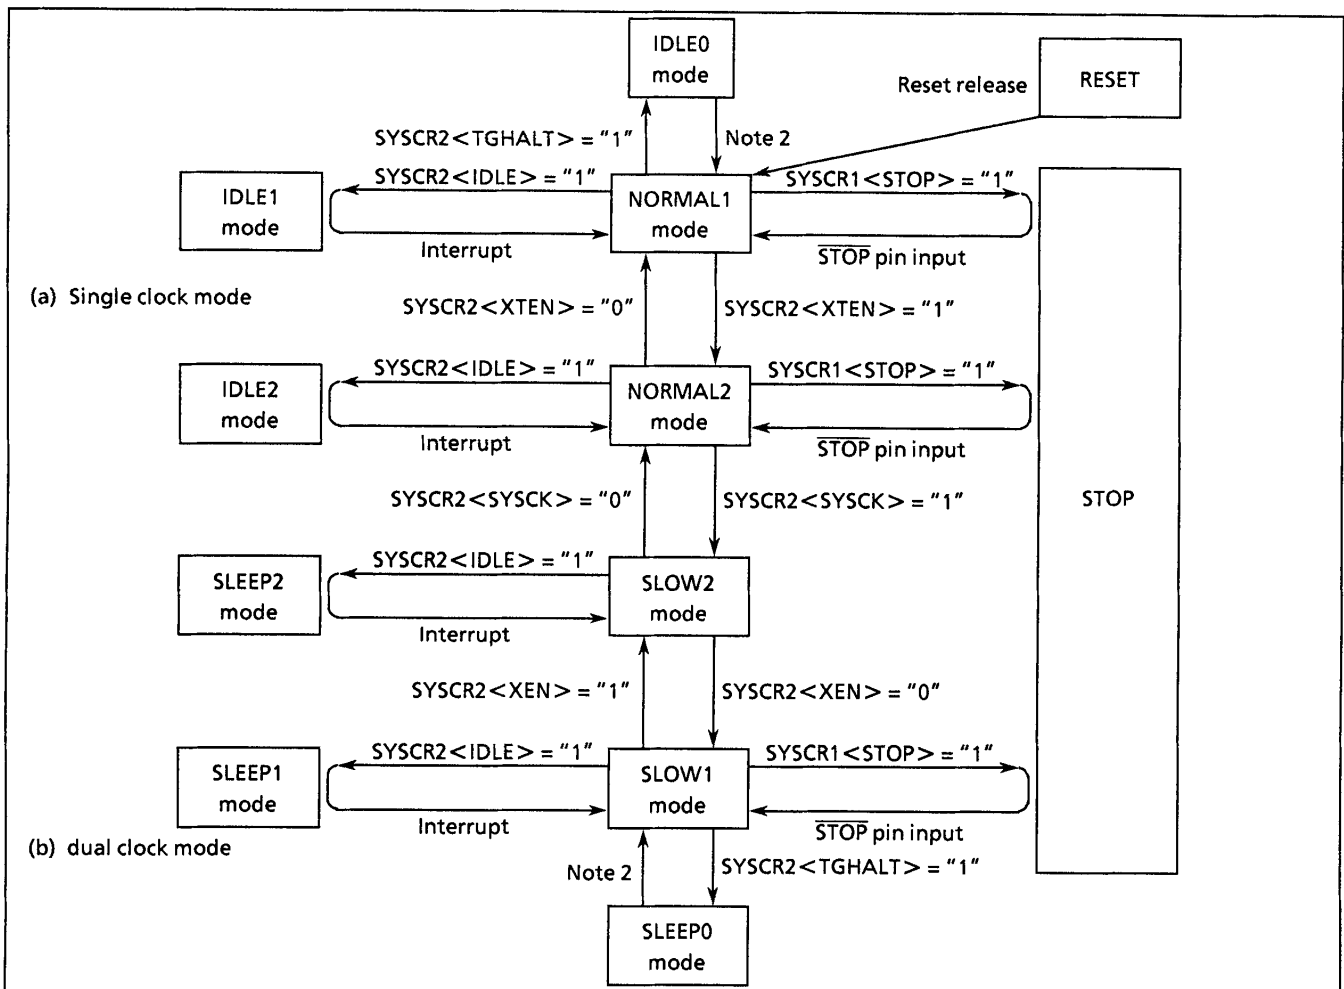 IDLE0
mode
Reset release
RESET
SYSCR2<TGHALT> = "1"
Note 2
SYSCR2<IDLE> = "1"
SYSCR1<STOP> = "1"
IDLE1
mode
NORMAL1
mode
Interrupt
STOP pin input
(a) Single clock mode
SYSCR2<XTEN> = "0"
SYSCR2<XTEN> = "1"
SYSCR2<IDLE> = "1"
SYSCR1<STOP> = "1"
IDLE2
mode
NORMAL2
mode
Interrupt
STOP pin input
SYSCR2<SYSCK> = "0"
SYSCR2<SYSCK> = "1"
STOP
SYSCR2<IDLE> = "1"
SLEEP2
mode
SLOW2
mode
Interrupt
SYSCR2<XEN> = "1"
SYSCR2<XEN> = "0"
SYSCR2<IDLE> = "1"
SYSCR1<STOP> = "1"
SLEEP1
mode
SLOW1
mode
Interrupt
STOP pin input
(b) dual clock mode
Note 2
SYSCR2<TGHALT> = "1"
SLEEP0
mode